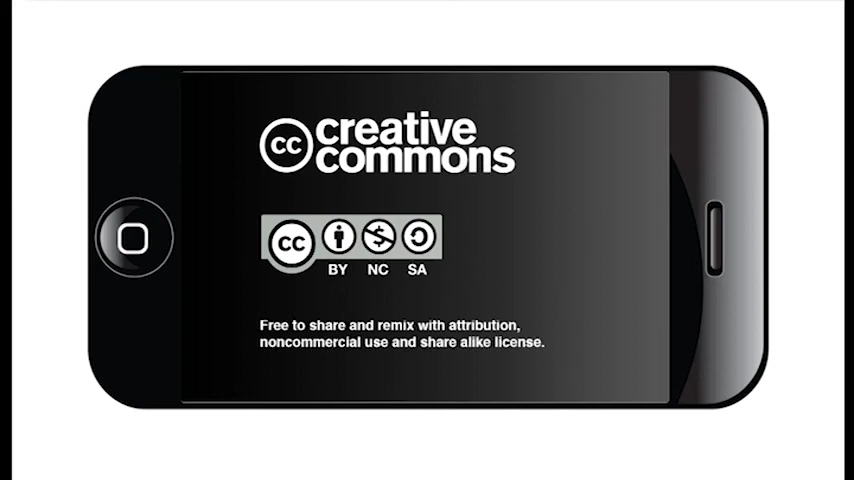 cc creative
commons
cc
BY NC SA
Free to share and remix with attribution,
noncommercial use and share alike license.